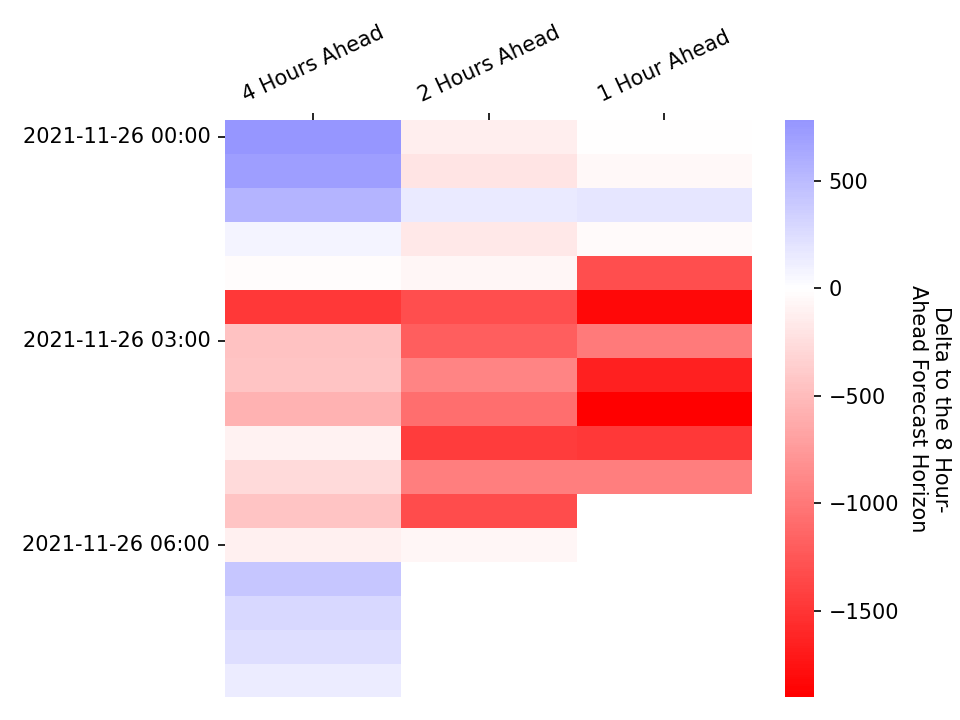 4 Hours Ahead
2 Hours Ahead
1 Hour Ahead
2021-11-26 00:00
2021-11-26 03:00
2021-11-26 06:00
500
0
−500
−1000
−1500
Delta to the 8 Hour-
Ahead Forecast Horizon